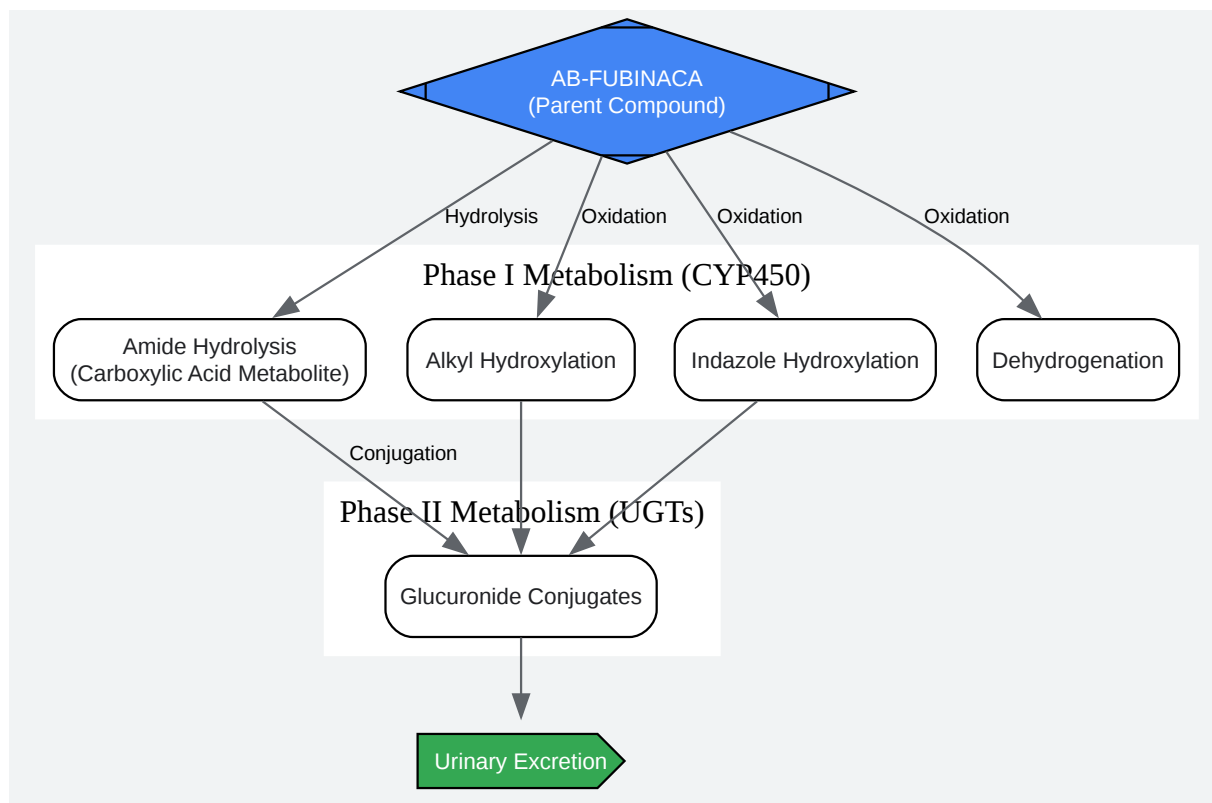 AB-FUBINACA
(Parent Compound)
Hydrolysis
Oxidation
Oxidation
Oxidation
Phase I Metabolism (CYP450)
Amide Hydrolysis
(Carboxylic Acid Metabolite)
Alkyl Hydroxylation
Indazole Hydroxylation
Dehydrogenation
Conjugation
Phase II Metabolism (UGTs)
Glucuronide Conjugates
Urinary Excretion